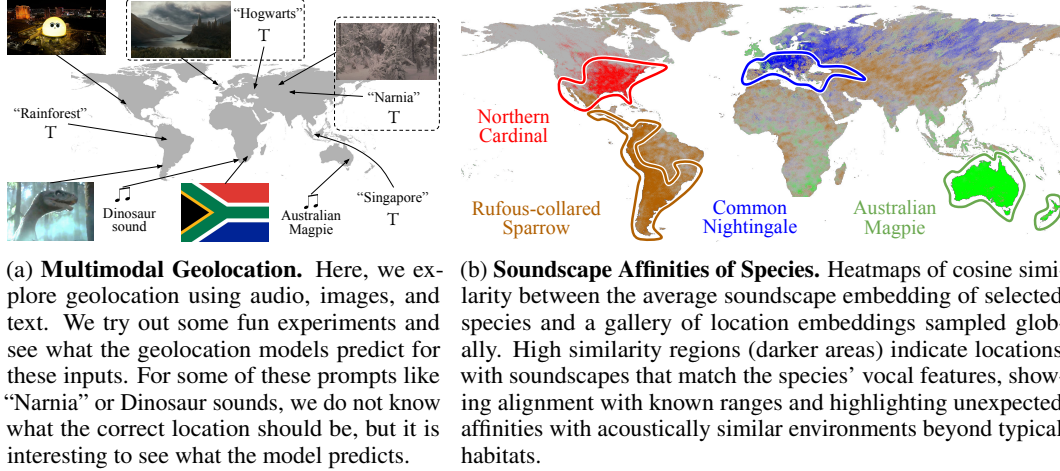 “Hogwarts”
T
“Rainforest”
T
“Narnia”
T
Dinosaur
sound
Australian
Magpie
“Singapore”
T
Northern
Cardinal
Rufous-collared
Sparrow
Common
Nightingale
Australian
Magpie
(a) Multimodal Geolocation. Here, we ex-
plore geolocation using audio, images, and
text. We try out some fun experiments and
see what the geolocation models predict for
these inputs. For some of these prompts like
“Narnia” or Dinosaur sounds, we do not know
what the correct location should be, but it is
interesting to see what the model predicts.
(b) Soundscape Affinities of Species. Heatmaps of cosine simi-
larity between the average soundscape embedding of selected
species and a gallery of location embeddings sampled glob-
ally. High similarity regions (darker areas) indicate locations
with soundscapes that match the species’ vocal features, show-
ing alignment with known ranges and highlighting unexpected
affinities with acoustically similar environments beyond typical
habitats.